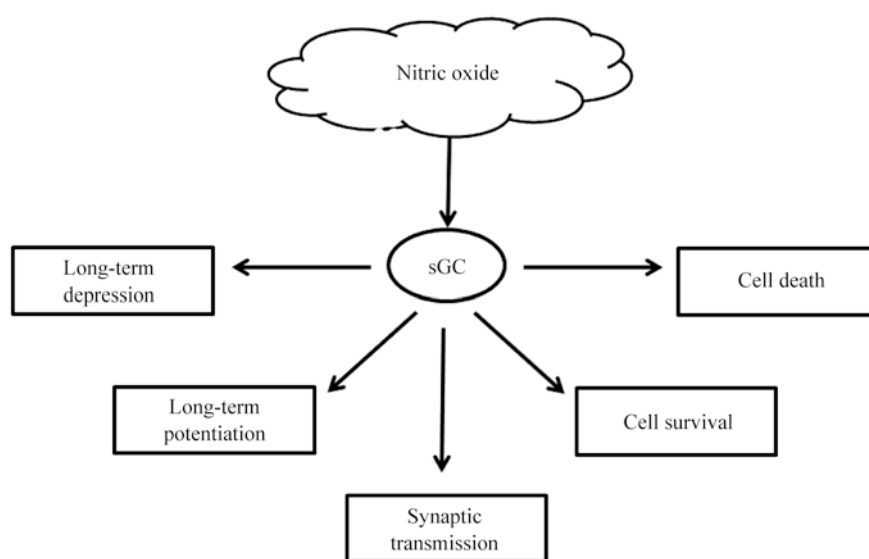 Nitric oxide
sGC
Long-term
depression
Cell death
Long-term
potentiation
Cell survival
Synaptic
transmission